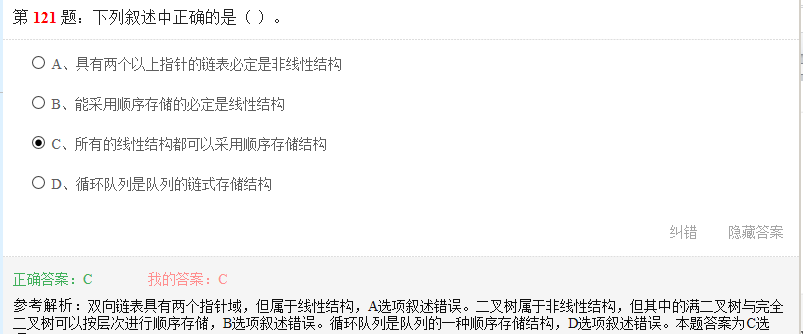 第 121 题：下列叙述中正确的是（ ）。
A、具有两个以上指针的链表必定是非线性结构
B、能采用顺序存储的必定是线性结构
C、所有的线性结构都可以采用顺序存储结构
D、循环队列是队列的链式存储结构
纠错 隐藏答案
正确答案：C 我的答案：C
参考解析：双向链表具有两个指针域，但属于线性结构，A选项叙述错误。二叉树属于非线性结构，但其中的满二叉树与完全
二叉树可以按层次进行顺序存储，B选项叙述错误。循环队列是队列的一种顺序存储结构，D选项叙述错误。本题答案为C选